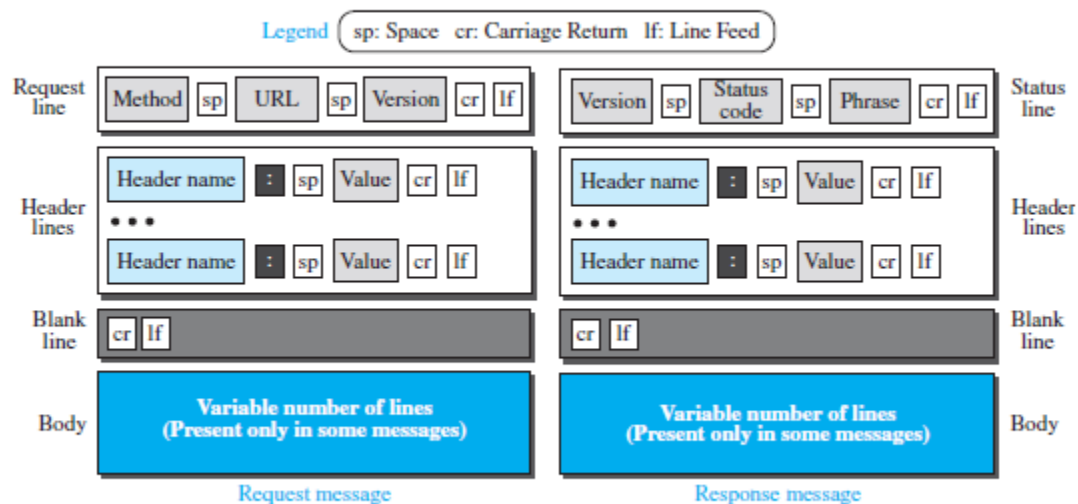 Legend sp: Space cr: Carriage Return lf: Line Feed
Request line
Method sp URL sp Version cr lf
Version sp Status code sp Phrase cr lf
Status line
Header lines
Header name : sp Value cr lf
• • •
Header name : sp Value cr lf
Header name : sp Value cr lf
• • •
Header name : sp Value cr lf
Header lines
Blank line
cr lf
cr lf
Blank line
Body
Variable number of lines
(Present only in some messages)
Variable number of lines
(Present only in some messages)
Body
Request message
Response message